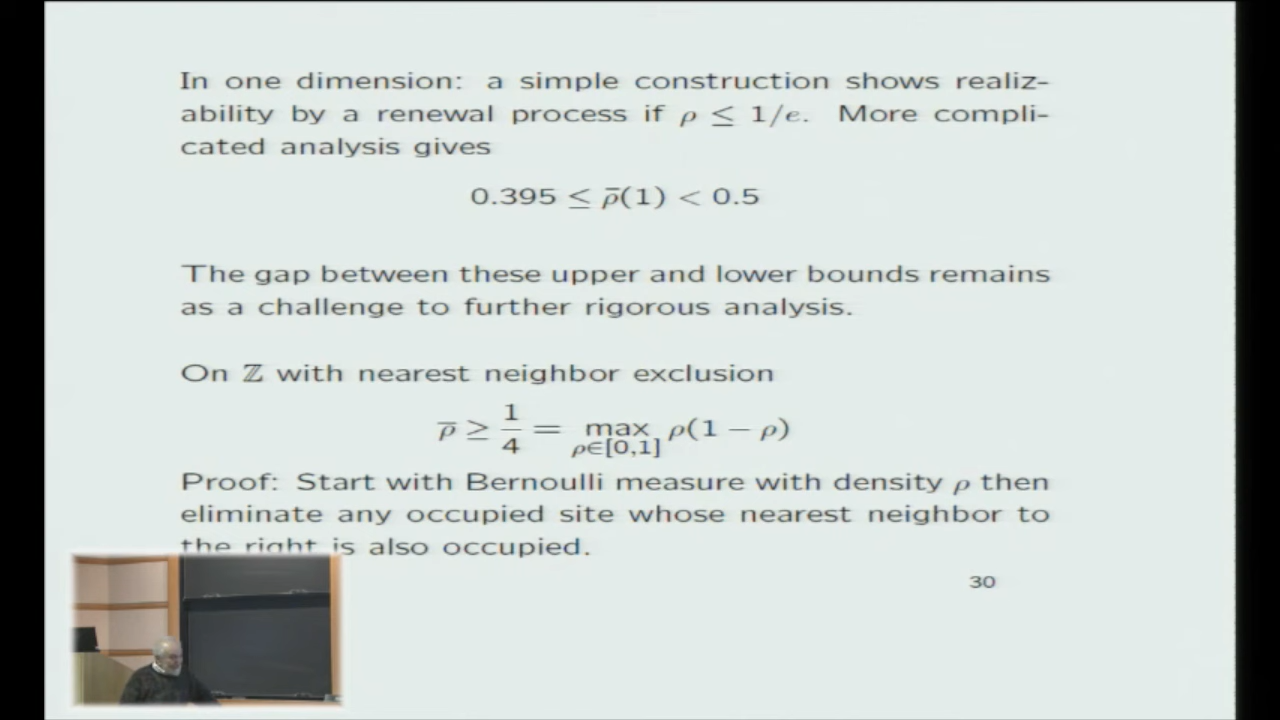 In one dimension: a simple construction shows realiz-
ability by a renewal process if ρ ≤ 1/e. More compli-
cated analysis gives
0.395 ≤ ρ̄(1) < 0.5
The gap between these upper and lower bounds remains
as a challenge to further rigorous analysis.
On ℤ with nearest neighbor exclusion
ρ̄ ≥ 1/4 = max ρ∈[0,1] ρ(1 − ρ)
Proof: Start with Bernoulli measure with density ρ then
eliminate any occupied site whose nearest neighbor to
the right is also occupied.
30